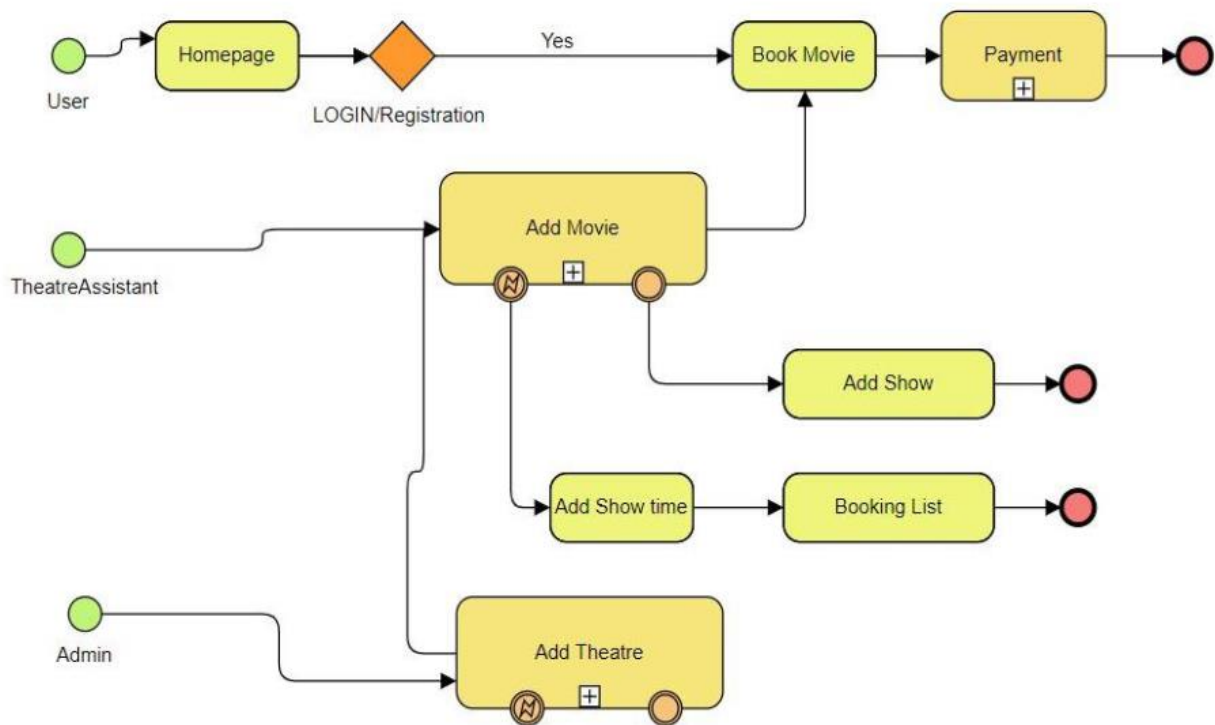 Yes
Homepage
Book Movie
Payment
User
LOGIN/Registration
Add Movie
TheatreAssistant
Add Show
Add Show time
Booking List
Add Theatre
Admin